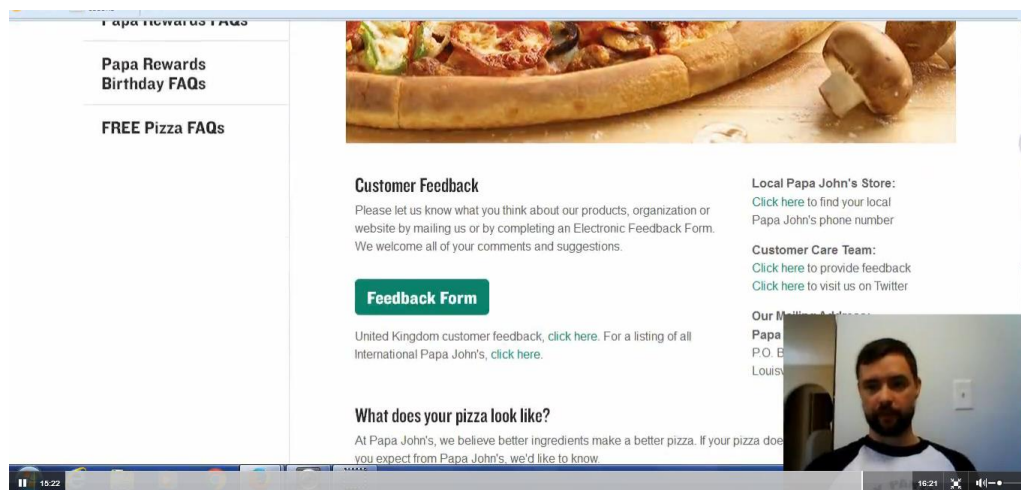 Papa Rewards FAQs
Papa Rewards
Birthday FAQs
FREE Pizza FAQs
Customer Feedback
Please let us know what you think about our products, organization or
website by mailing us or by completing an Electronic Feedback Form.
We welcome all of your comments and suggestions.
Feedback Form
United Kingdom customer feedback, click here. For a listing of all
International Papa John's, click here.
What does your pizza look like?
At Papa John's, we believe better ingredients make a better pizza. If your pizza doe
you expect from Papa John's, we'd like to know.
Local Papa John's Store:
Click here to find your local
Papa John's phone number
Customer Care Team:
Click here to provide feedback
Click here to visit us on Twitter
Our Mailing Address:
Papa
P.O. B
Louisv
15:22
16:21